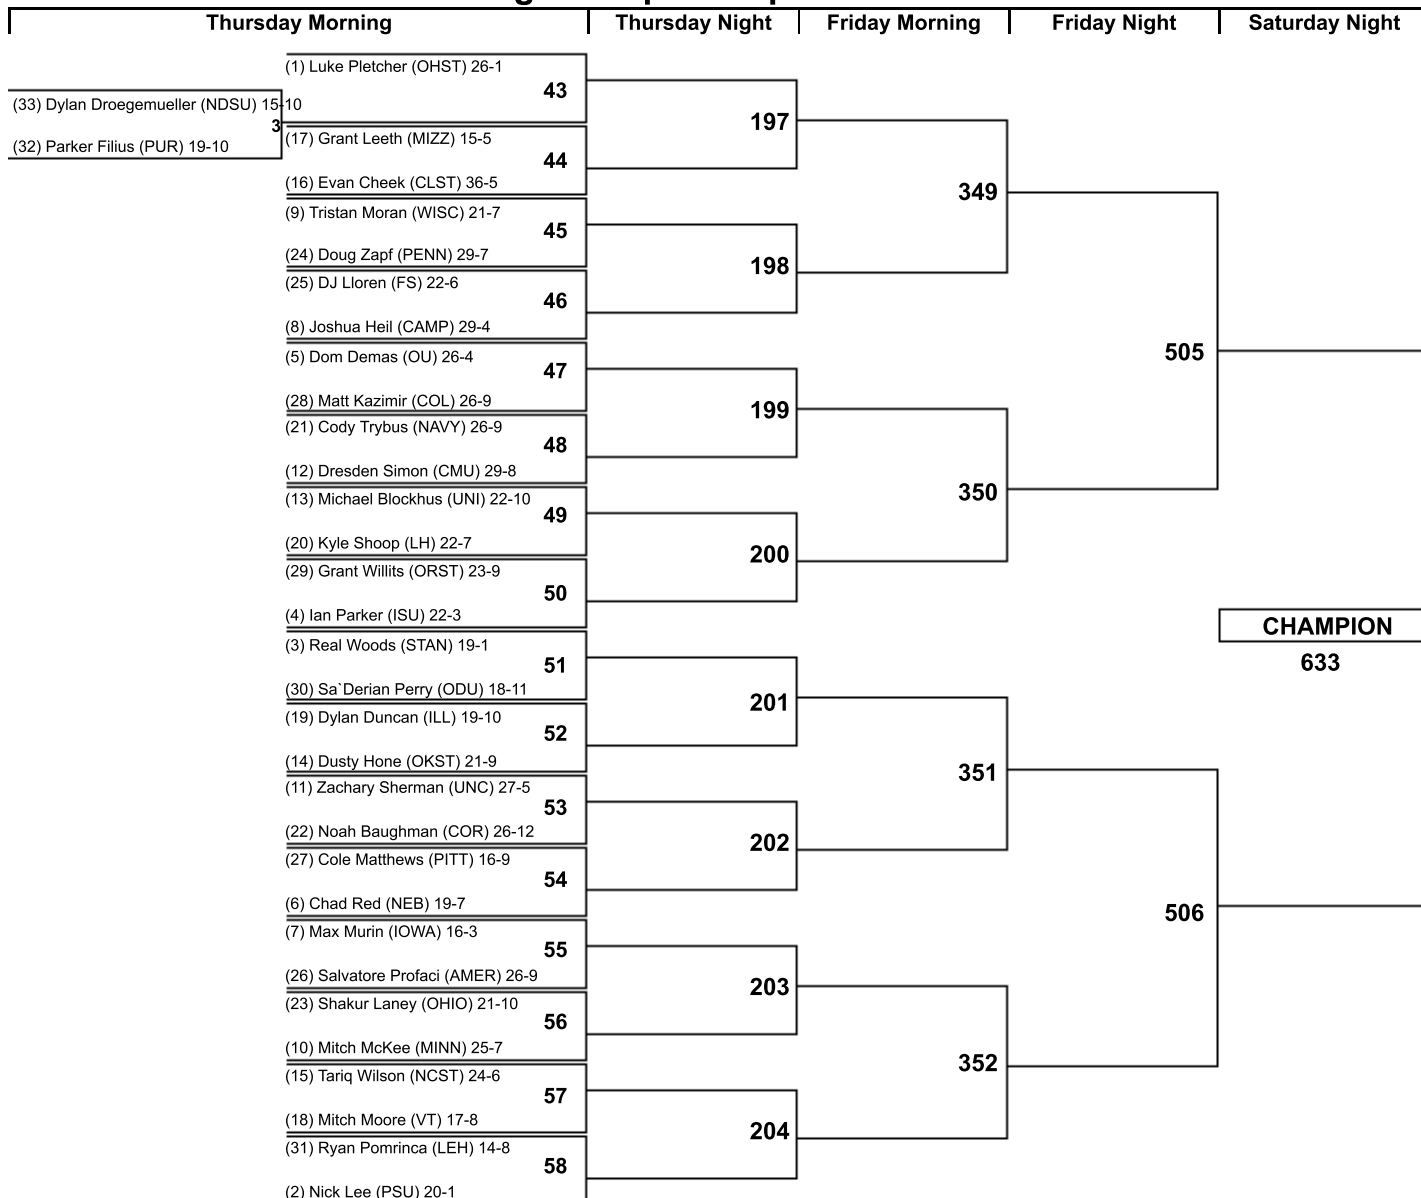 Thursday Morning
Thursday Night
Friday Morning
Friday Night
Saturday Night
(33) Dylan Droegemueller (NDSU) 15-10
3
(32) Parker Filius (PUR) 19-10
(1) Luke Pletcher (OHST) 26-1
43
(17) Grant Leeth (MIZZ) 15-5
44
(16) Evan Cheek (CLST) 36-5
(9) Tristan Moran (WISC) 21-7
45
(24) Doug Zapf (PENN) 29-7
(25) DJ Lloren (FS) 22-6
46
(8) Joshua Heil (CAMP) 29-4
(5) Dom Demas (OU) 26-4
47
(28) Matt Kazimir (COL) 26-9
(21) Cody Trybus (NAVY) 26-9
48
(12) Dresden Simon (CMU) 29-8
(13) Michael Blockhus (UNI) 22-10
49
(20) Kyle Shoop (LH) 22-7
(29) Grant Willits (ORST) 23-9
50
(4) Ian Parker (ISU) 22-3
(3) Real Woods (STAN) 19-1
51
(30) Sa`Derian Perry (ODU) 18-11
(19) Dylan Duncan (ILL) 19-10
52
(14) Dusty Hone (OKST) 21-9
(11) Zachary Sherman (UNC) 27-5
53
(22) Noah Baughman (COR) 26-12
(27) Cole Matthews (PITT) 16-9
54
(6) Chad Red (NEB) 19-7
(7) Max Murin (IOWA) 16-3
55
(26) Salvatore Profaci (AMER) 26-9
(23) Shakur Laney (OHIO) 21-10
56
(10) Mitch McKee (MINN) 25-7
(15) Tariq Wilson (NCST) 24-6
57
(18) Mitch Moore (VT) 17-8
(31) Ryan Pomrinca (LEH) 14-8
58
(2) Nick Lee (PSU) 20-1
197
198
199
200
201
202
203
204
349
350
351
352
505
506
CHAMPION
633